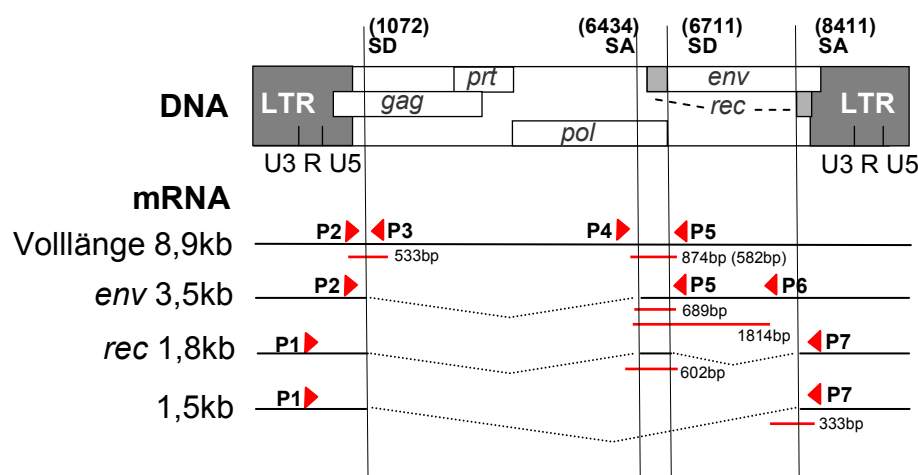 (1072) (6434) (6711) (8411)
SD SA SD SA
prt env
DNA LTR gag rec LTR
pol
U3 R U5 U3 R U5
mRNA
P2 P3 P4 P5
Volllänge 8,9kb
533bp 874bp (582bp)
env 3,5kb P2 P5 P6
689bp
1814bp
rec 1,8kb P1 P7
602bp
1,5kb P1 P7
333bp